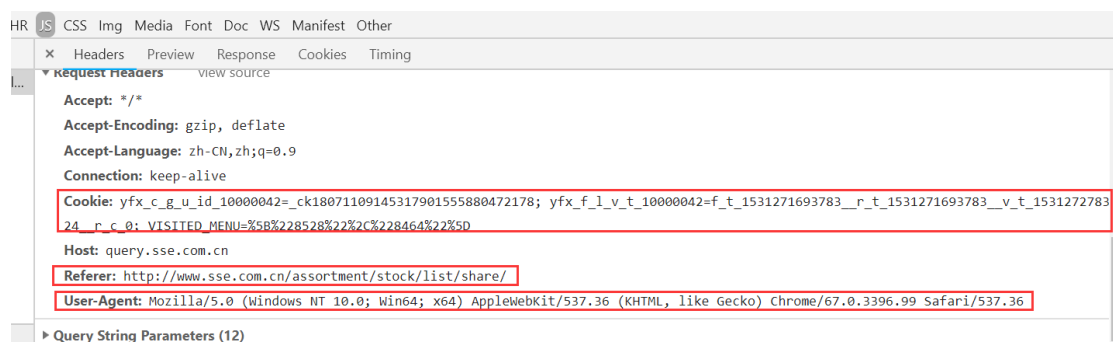 HR JS CSS Img Media Font Doc WS Manifest Other
× Headers Preview Response Cookies Timing
▼ Request Headers view source
l...
Accept: */*
Accept-Encoding: gzip, deflate
Accept-Language: zh-CN,zh;q=0.9
Connection: keep-alive
Cookie: yfx_c_g_u_id_10000042=_ck18071109145317901555880472178; yfx_f_l_v_t_10000042=f_t_1531271693783__r_t_1531271693783__v_t_1531272783
24__r_c_0; VISITED_MENU=%5B%228528%22%2C%228464%22%5D
Host: query.sse.com.cn
Referer: http://www.sse.com.cn/assortment/stock/list/share/
User-Agent: Mozilla/5.0 (Windows NT 10.0; Win64; x64) AppleWebKit/537.36 (KHTML, like Gecko) Chrome/67.0.3396.99 Safari/537.36
▶ Query String Parameters (12)